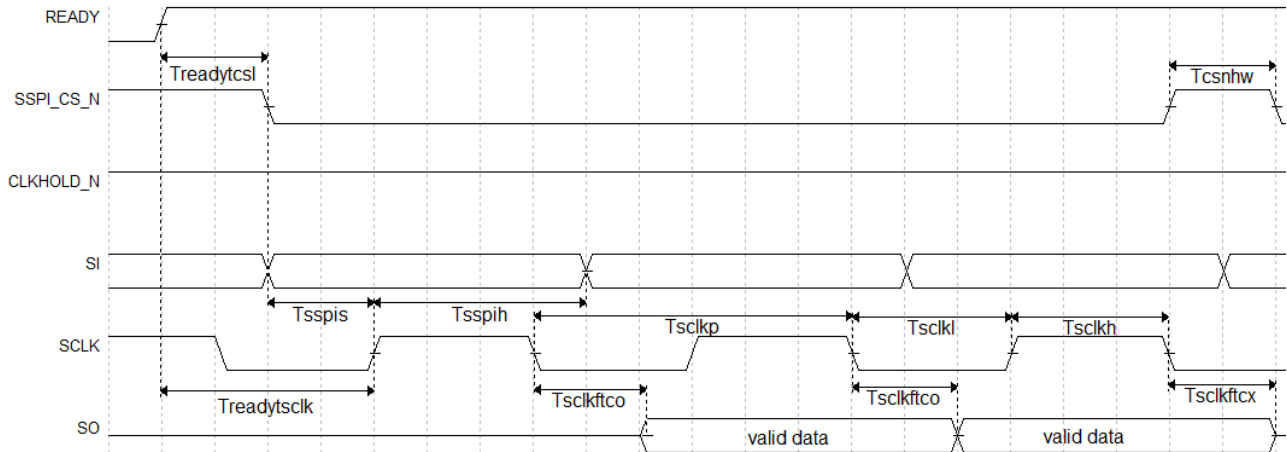 READY
Treadytcsl
Tcsnhw
SSPI_CS_N
CLKHOLD_N
SI
Tsspis
Tsspih
Tsclkp
Tsclkl
Tsclkh
SCLK
Treadytsclk
Tsclkftco
Tsclkftco
Tsclkftcx
SO
valid data
valid data